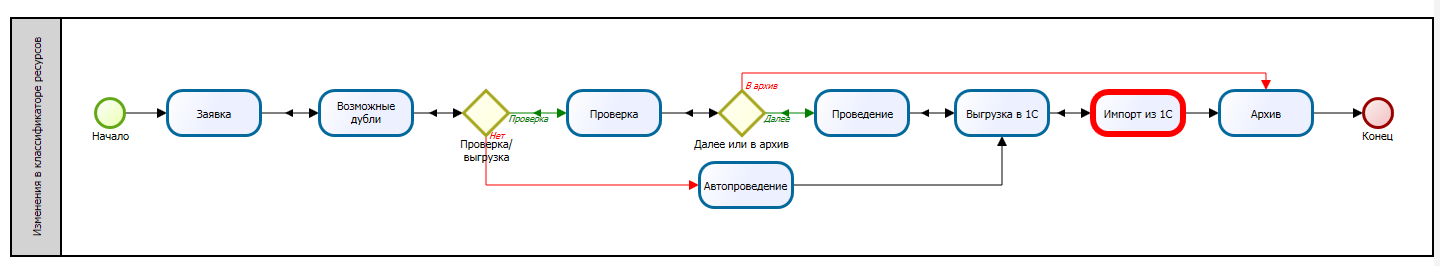 Изменения в классификаторе ресурсов
Начало
Заявка
Возможные
дубли
Проверка
Нет
Проверка/
выгрузка
Проверка
В архив
Далее
Далее или в архив
Автопроведение
Проведение
Выгрузка в 1С
Импорт из 1С
Архив
Конец